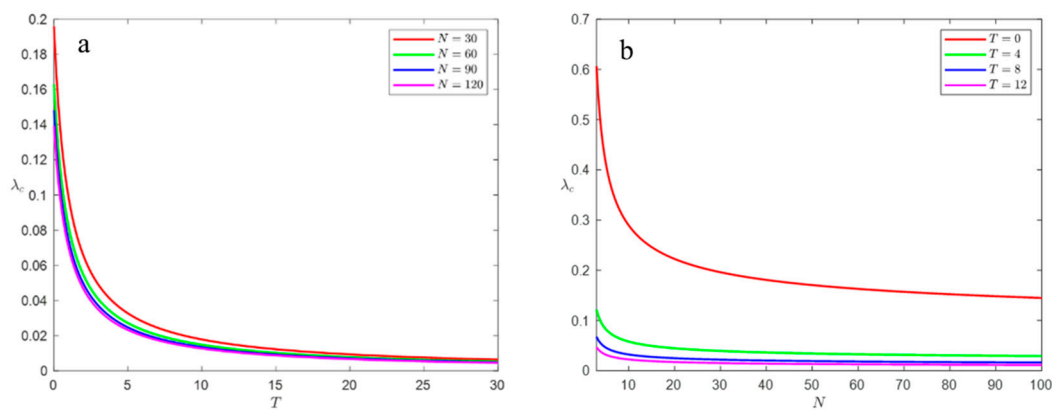 a
N = 30
N = 60
N = 90
N = 120
0.2
0.18
0.16
0.14
0.12
λc
0.1
0.08
0.06
0.04
0.02
0
0 5 10 15 20 25 30
T
b
T = 0
T = 4
T = 8
T = 12
0.7
0.6
0.5
0.4
λc
0.3
0.2
0.1
0
10 20 30 40 50 60 70 80 90 100
N